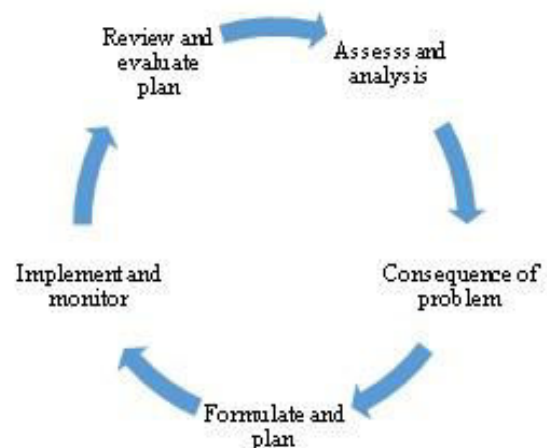 Review and
evaluate
plan
Assesss and
analysis
Consequence of
problem
Formulate and
plan
Implement and
monitor